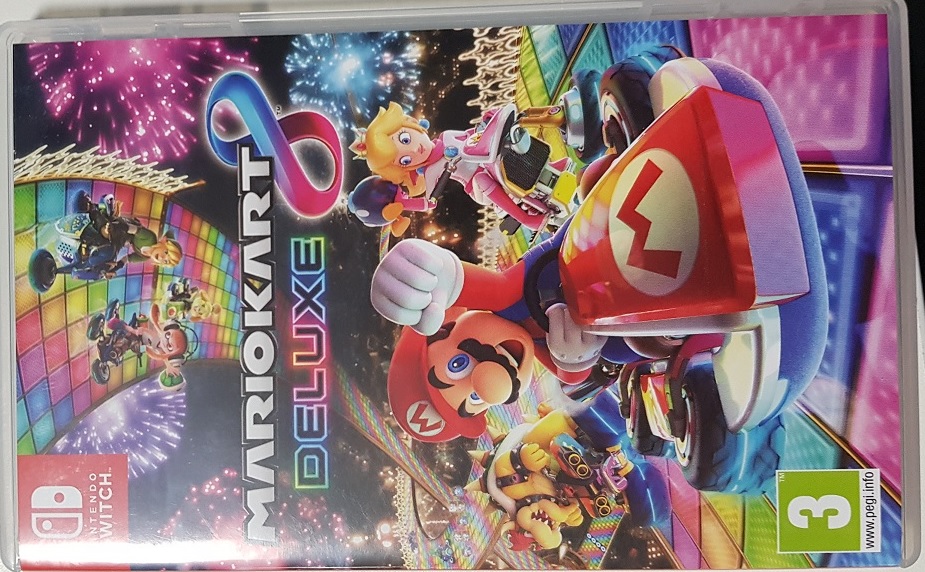 NINTENDO
SWITCH
MARIOKART 8
DELUXE
M
M
3
www.pegi.info